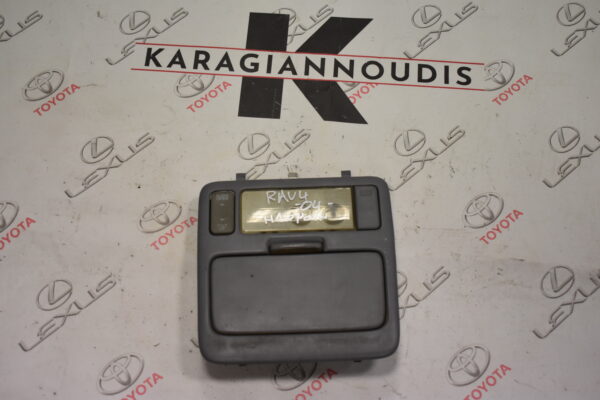 KARAGIANNOUDIS
K
LEXUS
TOYOTA
RAV4
-04-